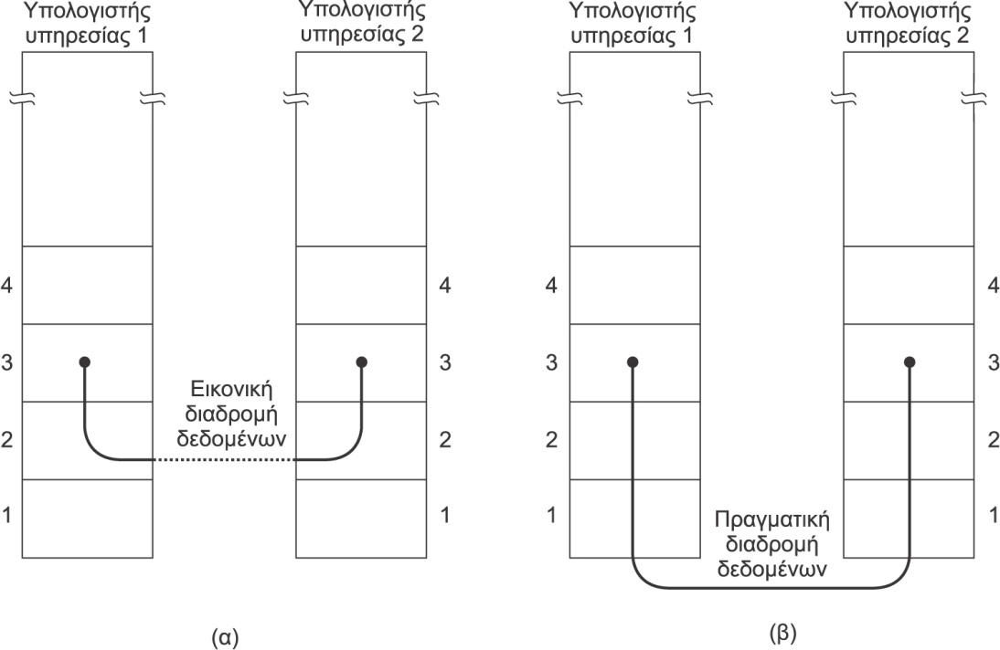 Υπολογιστής
υπηρεσίας 1
Υπολογιστής
υπηρεσίας 2
4
3
2
1
4
3
2
1
Εικονική
διαδρομή
δεδομένων
(α)
Υπολογιστής
υπηρεσίας 1
Υπολογιστής
υπηρεσίας 2
4
3
2
1
4
3
2
1
Πραγματική
διαδρομή
δεδομένων
(β)